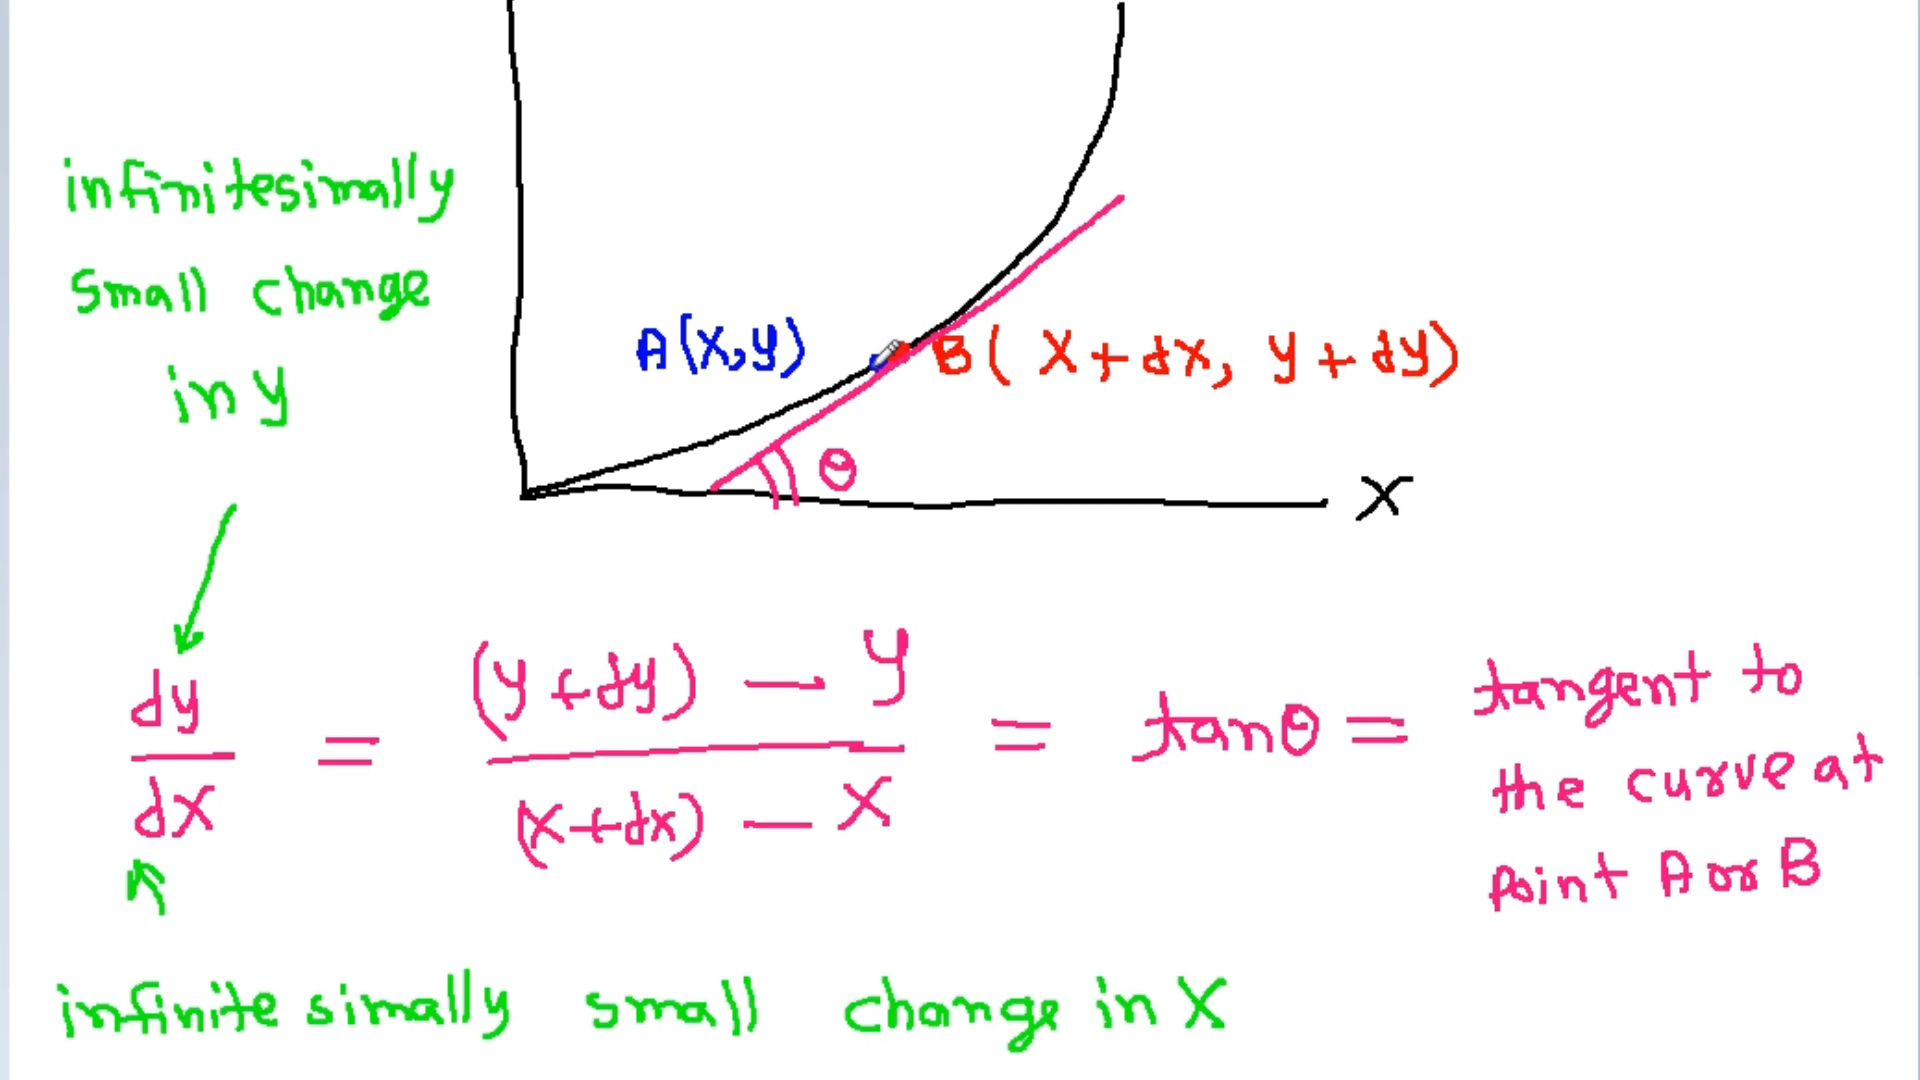 infinitesimally
small change
in y
A(x,y)
B( x + dx, y + dy)
θ
x
dy/dx = (y + dy) - y / (x + dx) - x = tanθ = tangent to
the curve at
Point A or B
infinitesimally small change in x